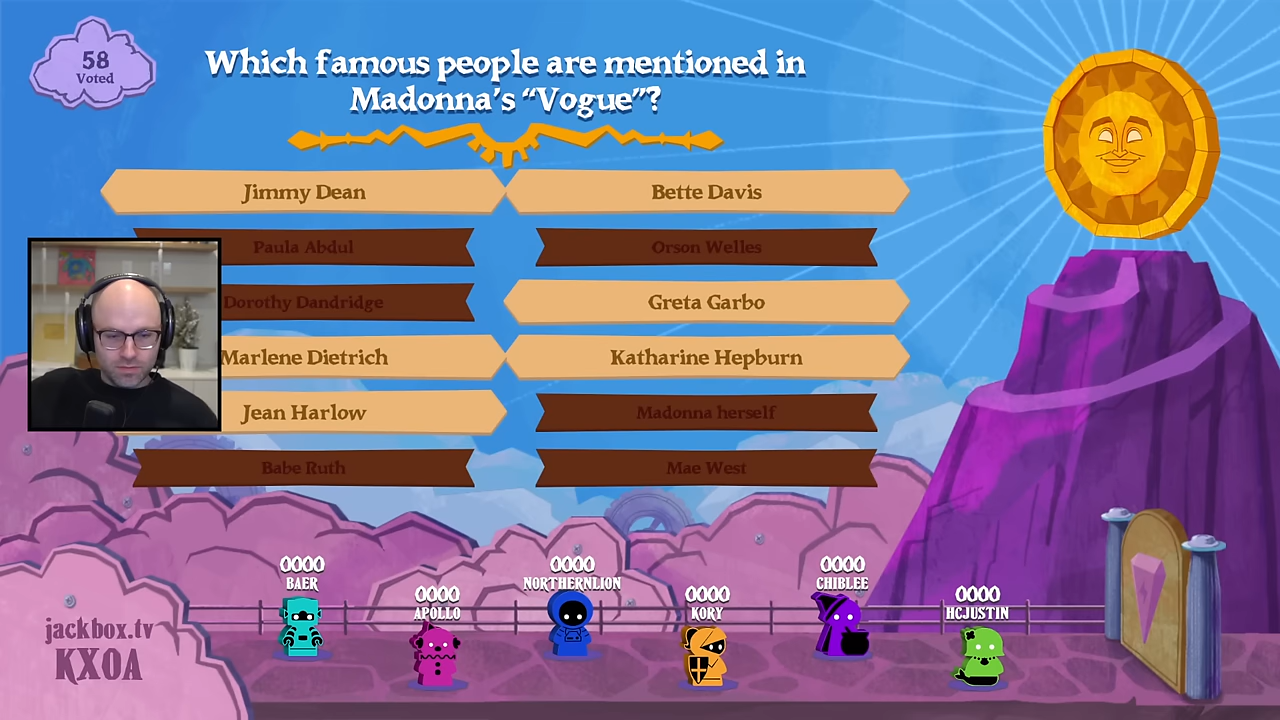 58
Voted
Which famous people are mentioned in
Madonna's “Vogue”?
Jimmy Dean
Bette Davis
Paula Abdul
Orson Welles
Dorothy Dandridge
Greta Garbo
Marlene Dietrich
Katharine Hepburn
Jean Harlow
Madonna herself
Babe Ruth
Mae West
0000
BAER
0000
APOLLO
0000
NORTHERNLION
0000
KORY
0000
CHIBLEE
0000
HCJUSTIN
jackbox.tv
KXOA